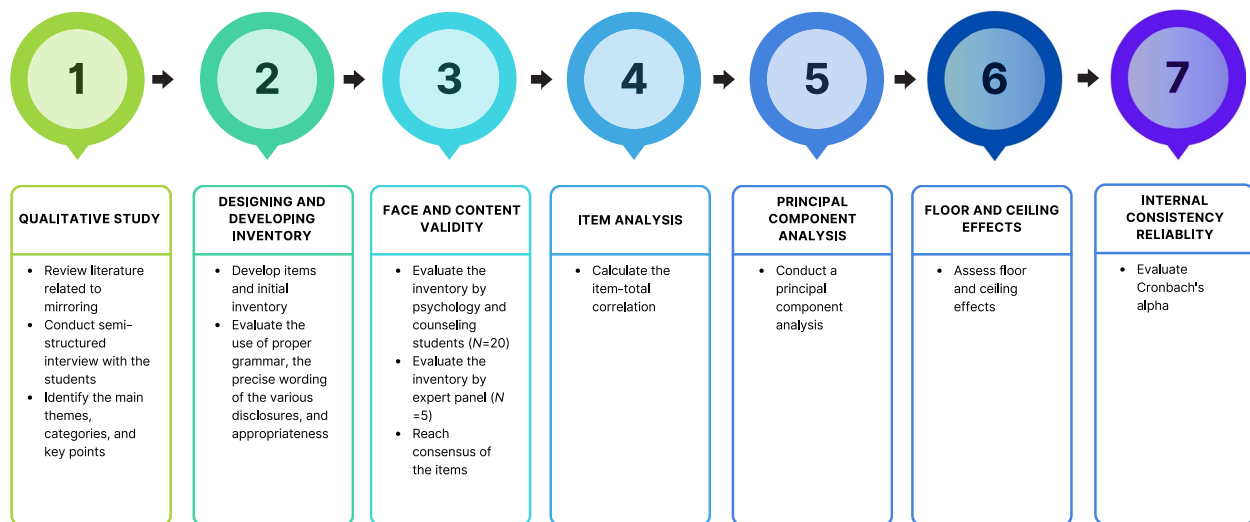 1
2
3
4
5
6
7
QUALITATIVE STUDY
• Review literature
related to
mirroring
• Conduct semi-
structured
interview with the
students
• Identify the main
themes,
categories, and
key points
DESIGNING AND
DEVELOPING
INVENTORY
• Develop items
and initial
inventory
• Evaluate the
use of proper
grammar, the
precise wording
of the various
disclosures, and
appropriateness
FACE AND CONTENT
VALIDITY
• Evaluate the
inventory by
psychology and
counseling
students (N=20)
• Evaluate the
inventory by
expert panel (N
=5)
• Reach
consensus of
the items
ITEM ANALYSIS
• Calculate the
item-total
correlation
PRINCIPAL
COMPONENT
ANALYSIS
• Conduct a
principal
component
analysis
FLOOR AND CEILING
EFFECTS
• Assess floor
and ceiling
effects
INTERNAL
CONSISTENCY
RELIABLITY
• Evaluate
Cronbach's
alpha